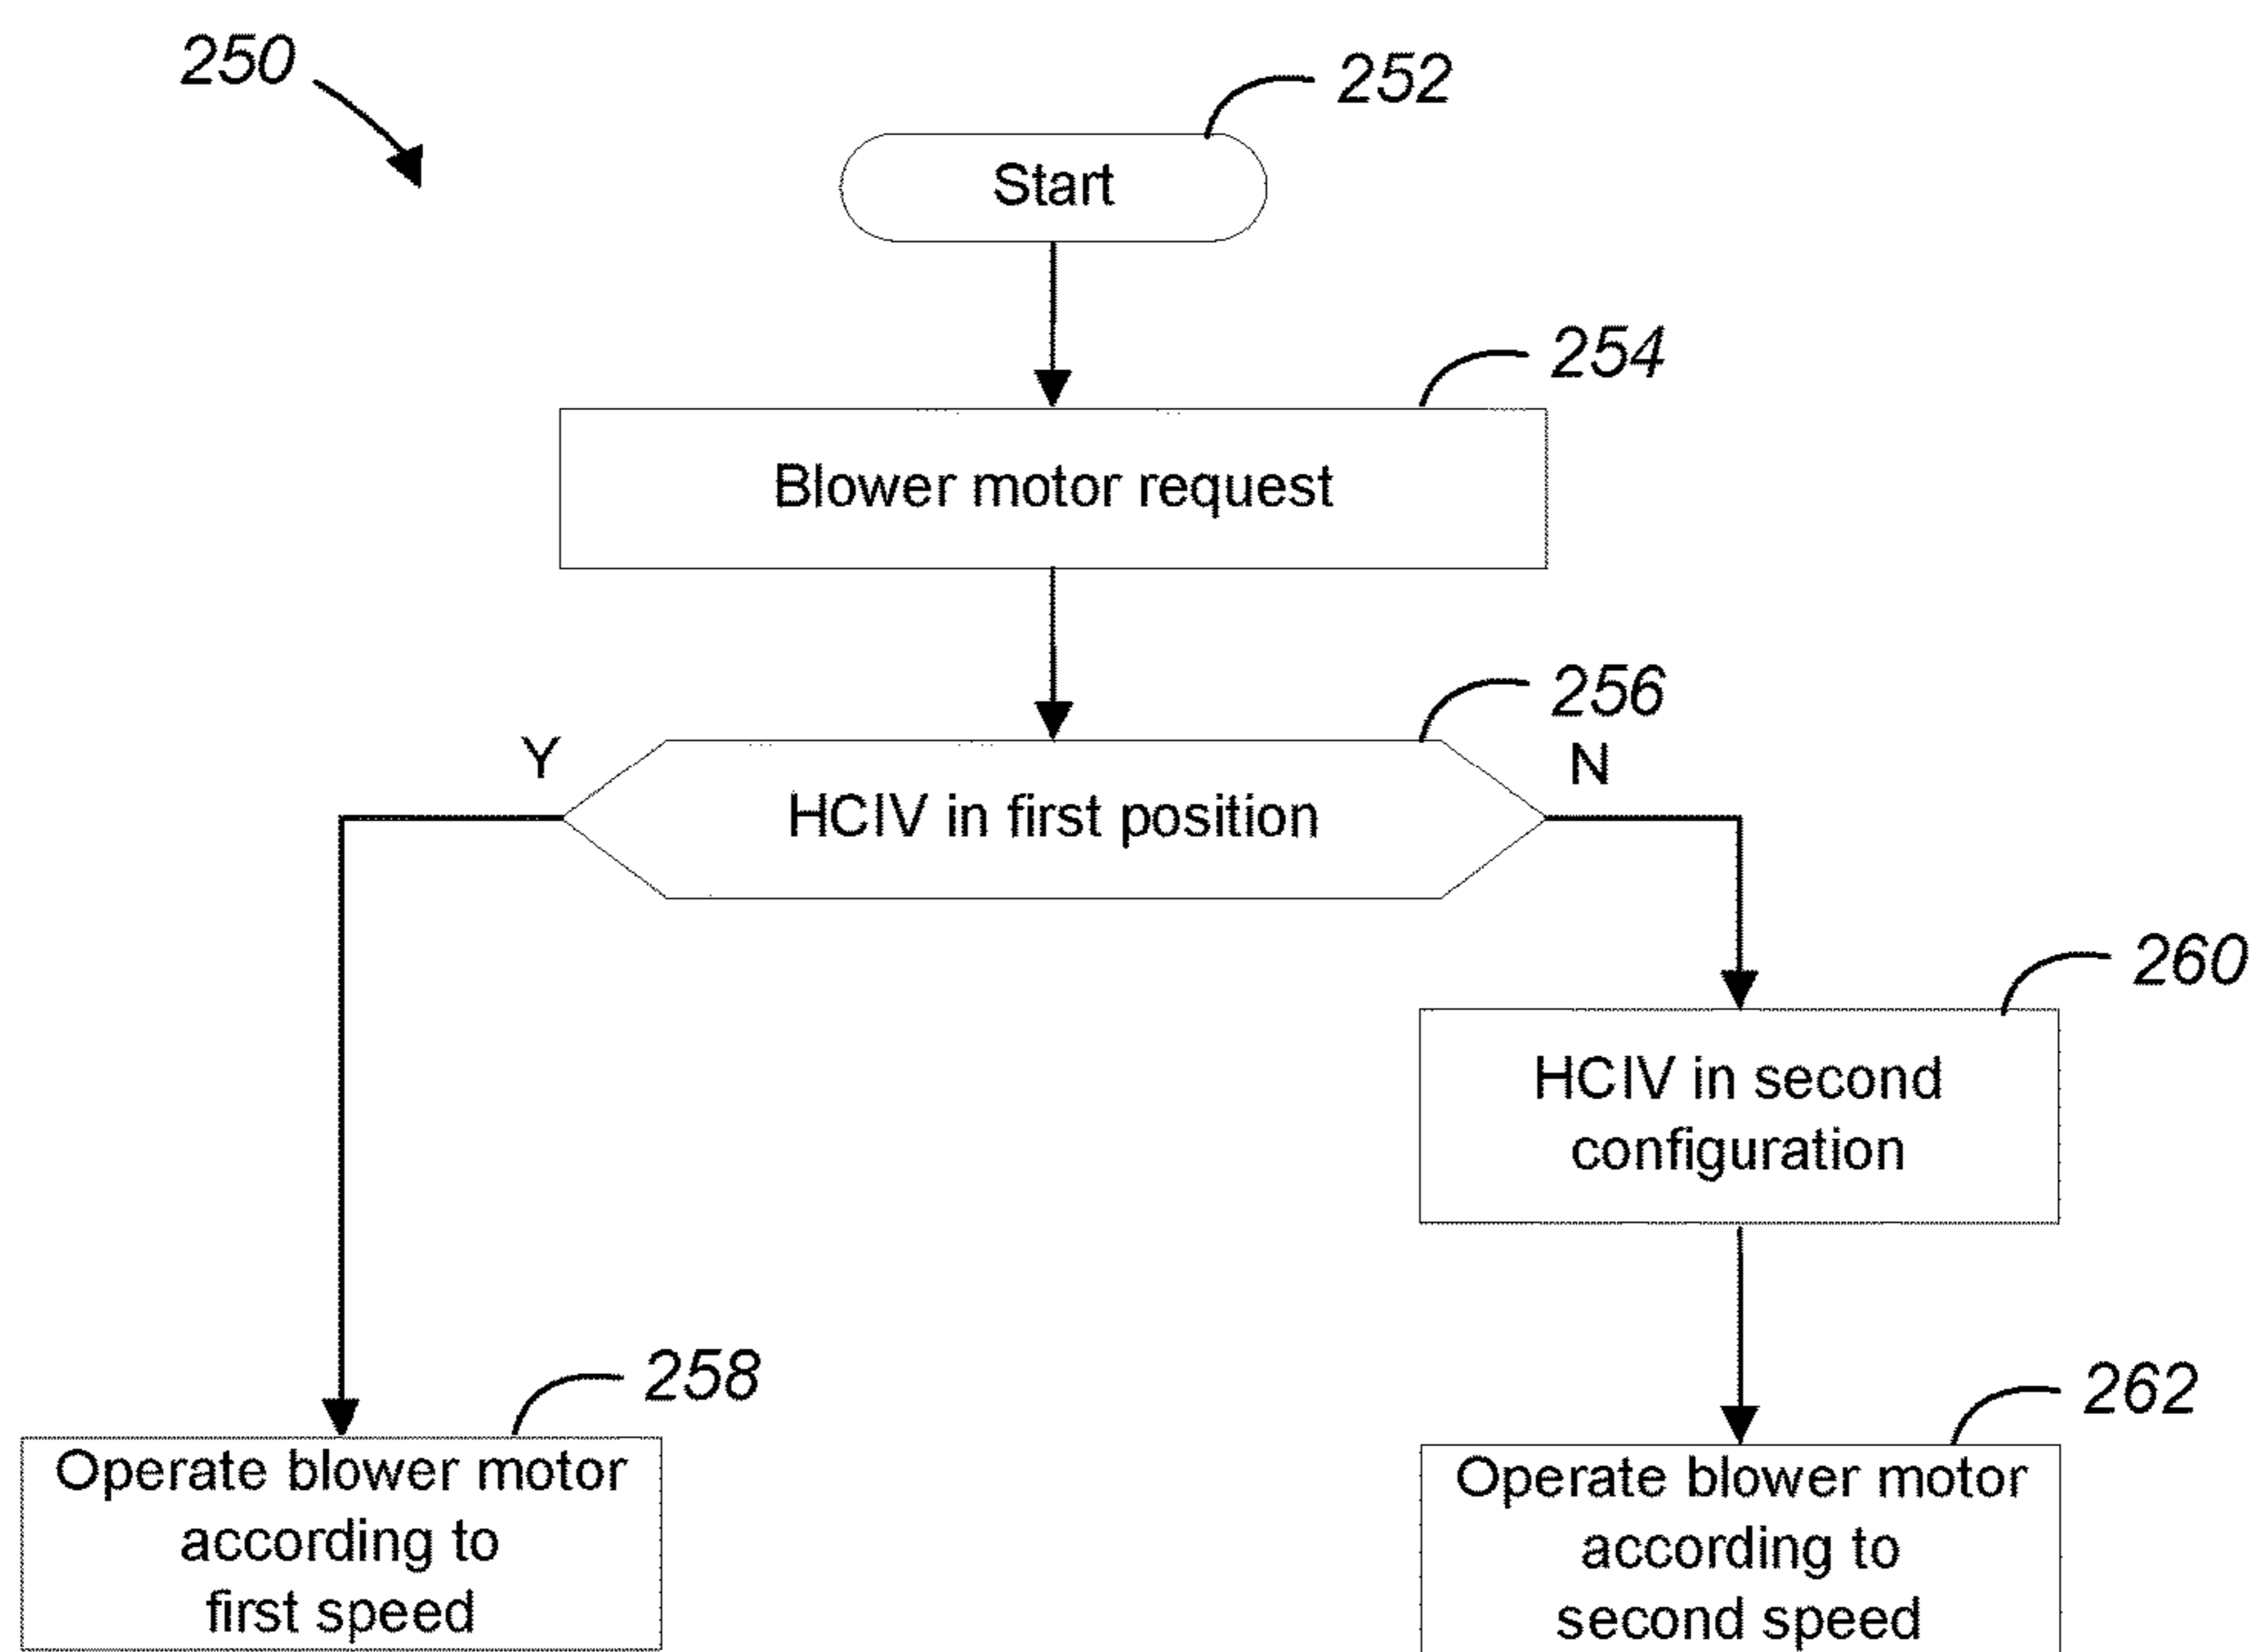 250
252
Start
254
Blower motor request
256
Y
N
HCIV in first position
260
HCIV in second
configuration
258
Operate blower motor
according to
first speed
262
Operate blower motor
according to
second speed